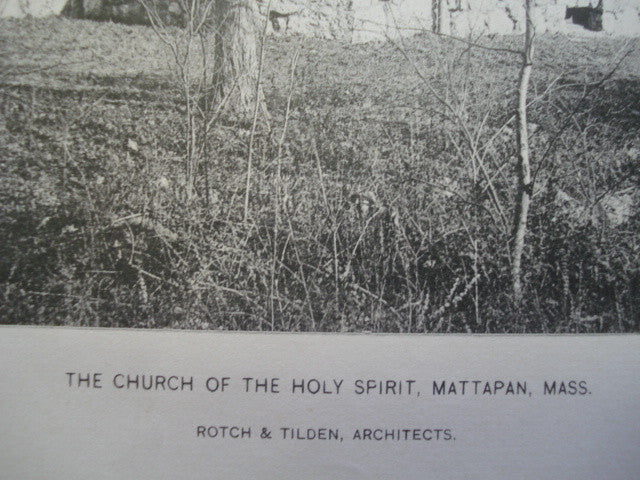 THE CHURCH OF THE HOLY SPIRIT, MATTAPAN, MASS.
ROTCH & TILDEN, ARCHITECTS.